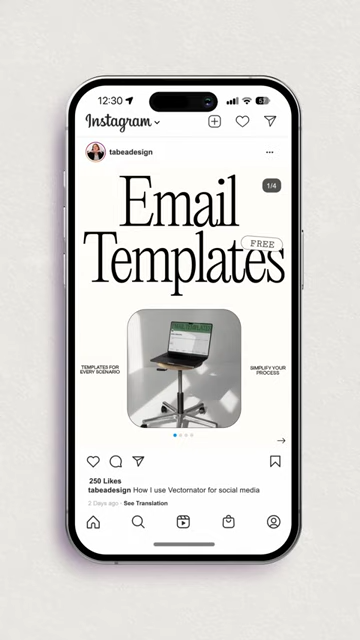 12:30
Instagram
tabeadesign
1/4
Email
FREE
Templates
TEMPLATES FOR
EVERY SCENARIO
SIMPLIFY YOUR
PROCESS
250 Likes
tabeadesign How I use Vectornator for social media
2 Days ago · See Translation